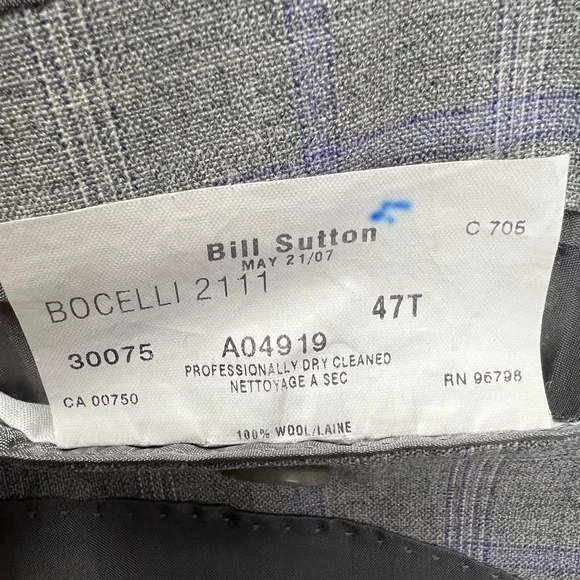 Bill Sutton
C 705
MAY 21/07
BOCELLI 2111
47T
30075
A04919
PROFESSIONALLY DRY CLEANED
NETTOYAGE A SEC
CA 00750
RN 96798
100% WOOL/LAINE